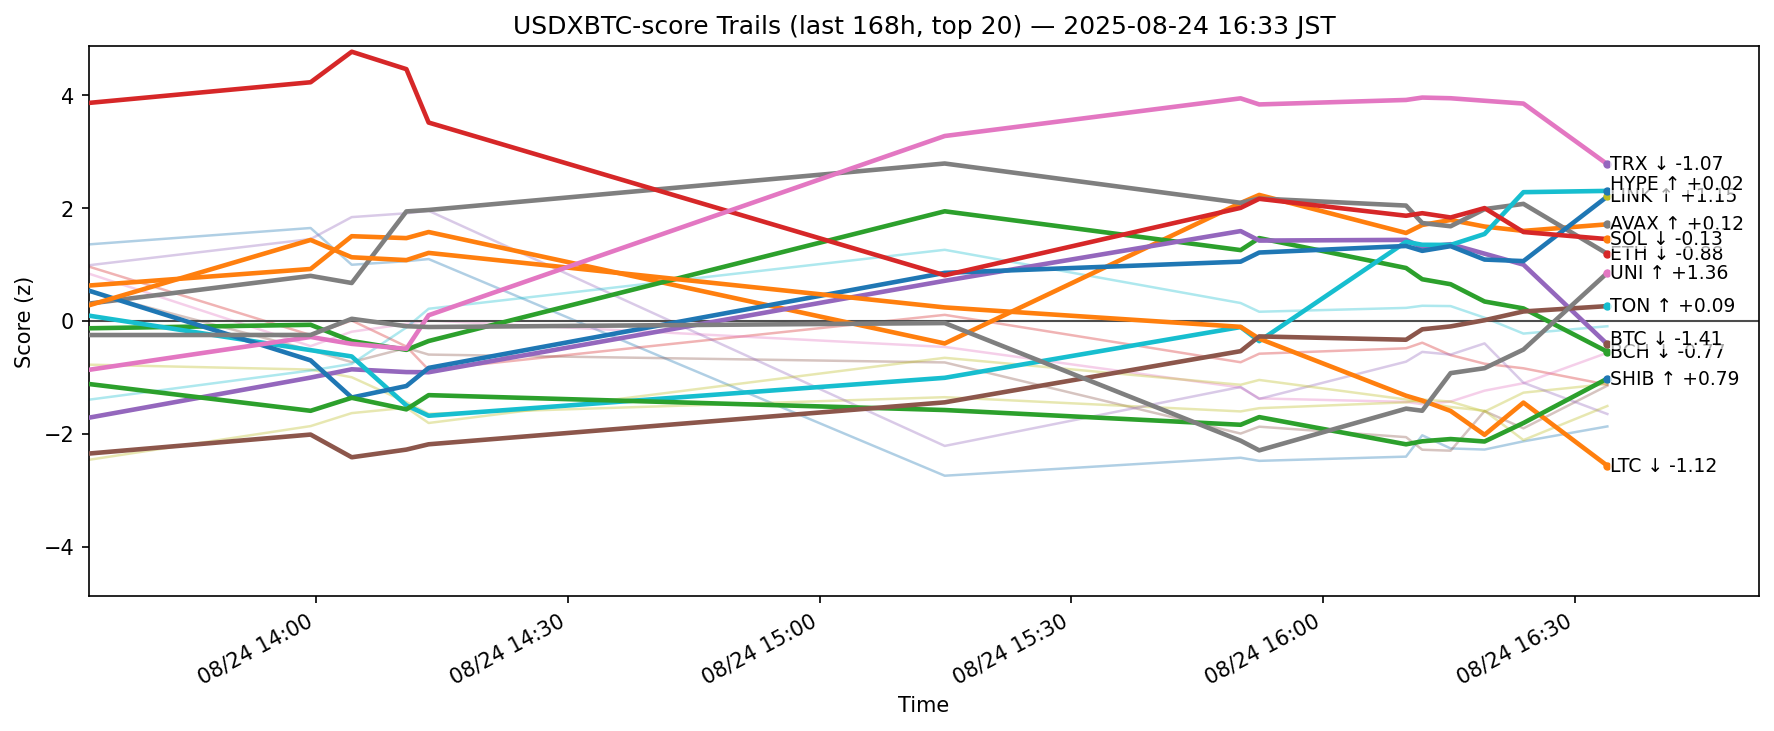 USDXBTC-score Trails (last 168h, top 20) — 2025-08-24 16:33 JST
Score (z)
4
2
0
−2
−4
TRX ↓ -1.07
HYPE ↑ +0.02
LINK ↑ +1.15
AVAX ↑ +0.12
SOL ↓ -0.13
ETH ↓ -0.88
UNI ↑ +1.36
TON ↑ +0.09
BTC ↓ -1.41
BCH ↓ -0.77
SHIB ↑ +0.79
LTC ↓ -1.12
08/24 14:00
08/24 14:30
08/24 15:00
08/24 15:30
08/24 16:00
08/24 16:30
Time